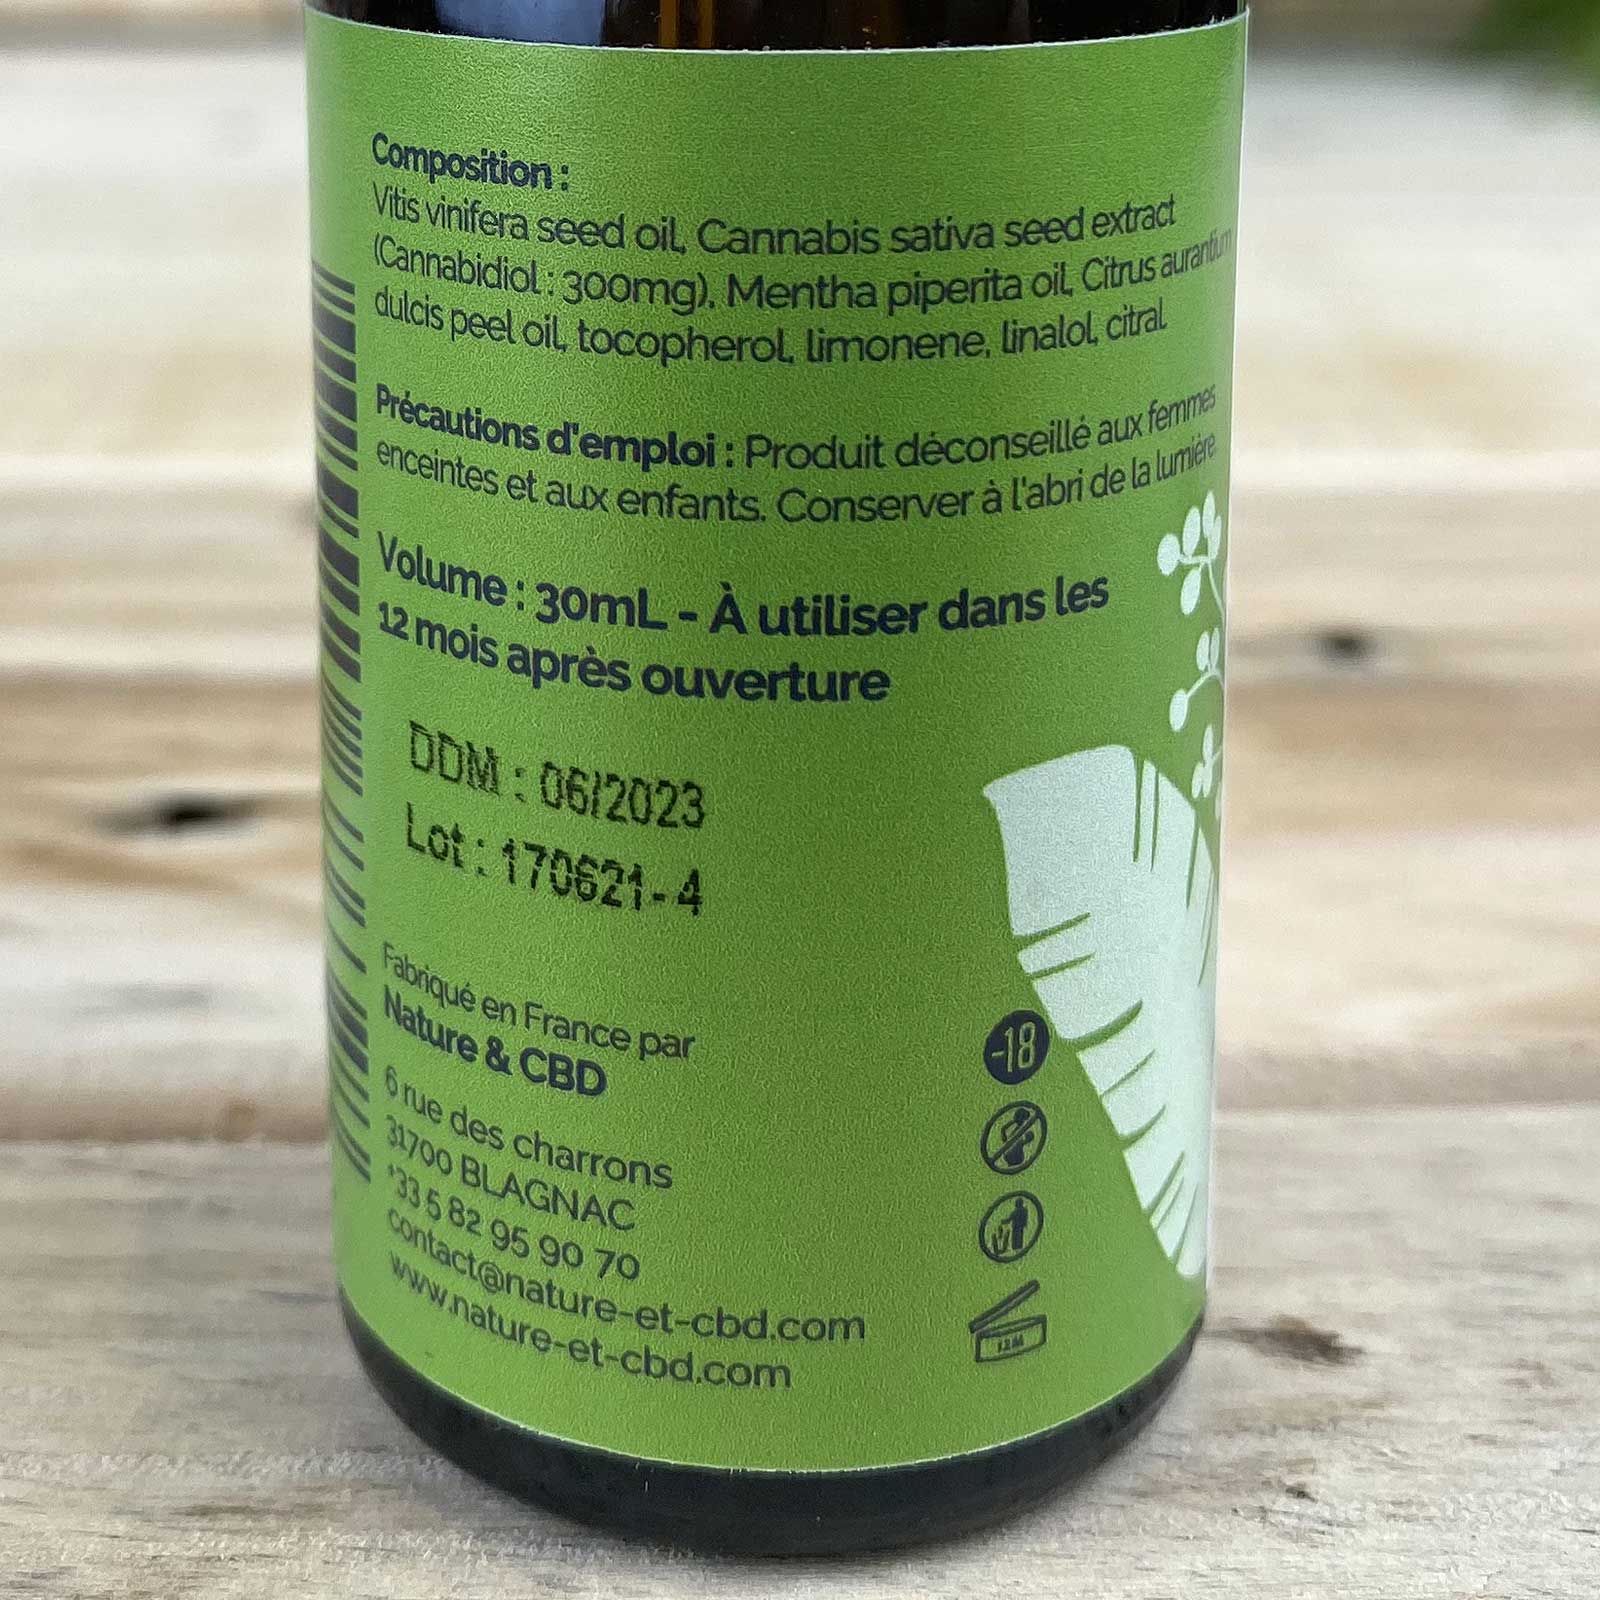 Composition :
Vitis vinifera seed oil, Cannabis sativa seed extract
(Cannabidiol : 300mg), Mentha piperita oil, Citrus aurantium
dulcis peel oil, tocopherol, limonene, linalol, citral
Précautions d'emploi : Produit déconseillé aux femmes
enceintes et aux enfants. Conserver à l'abri de la lumière.
Volume : 30mL - À utiliser dans les
12 mois après ouverture
DDM : 06/2023
Lot : 170621-4
Fabriqué en France par
Nature & CBD
6 rue des charrons
31700 BLAGNAC
+33 5 82 95 90 70
contact@nature-et-cbd.com
www.nature-et-cbd.com
-18
12M